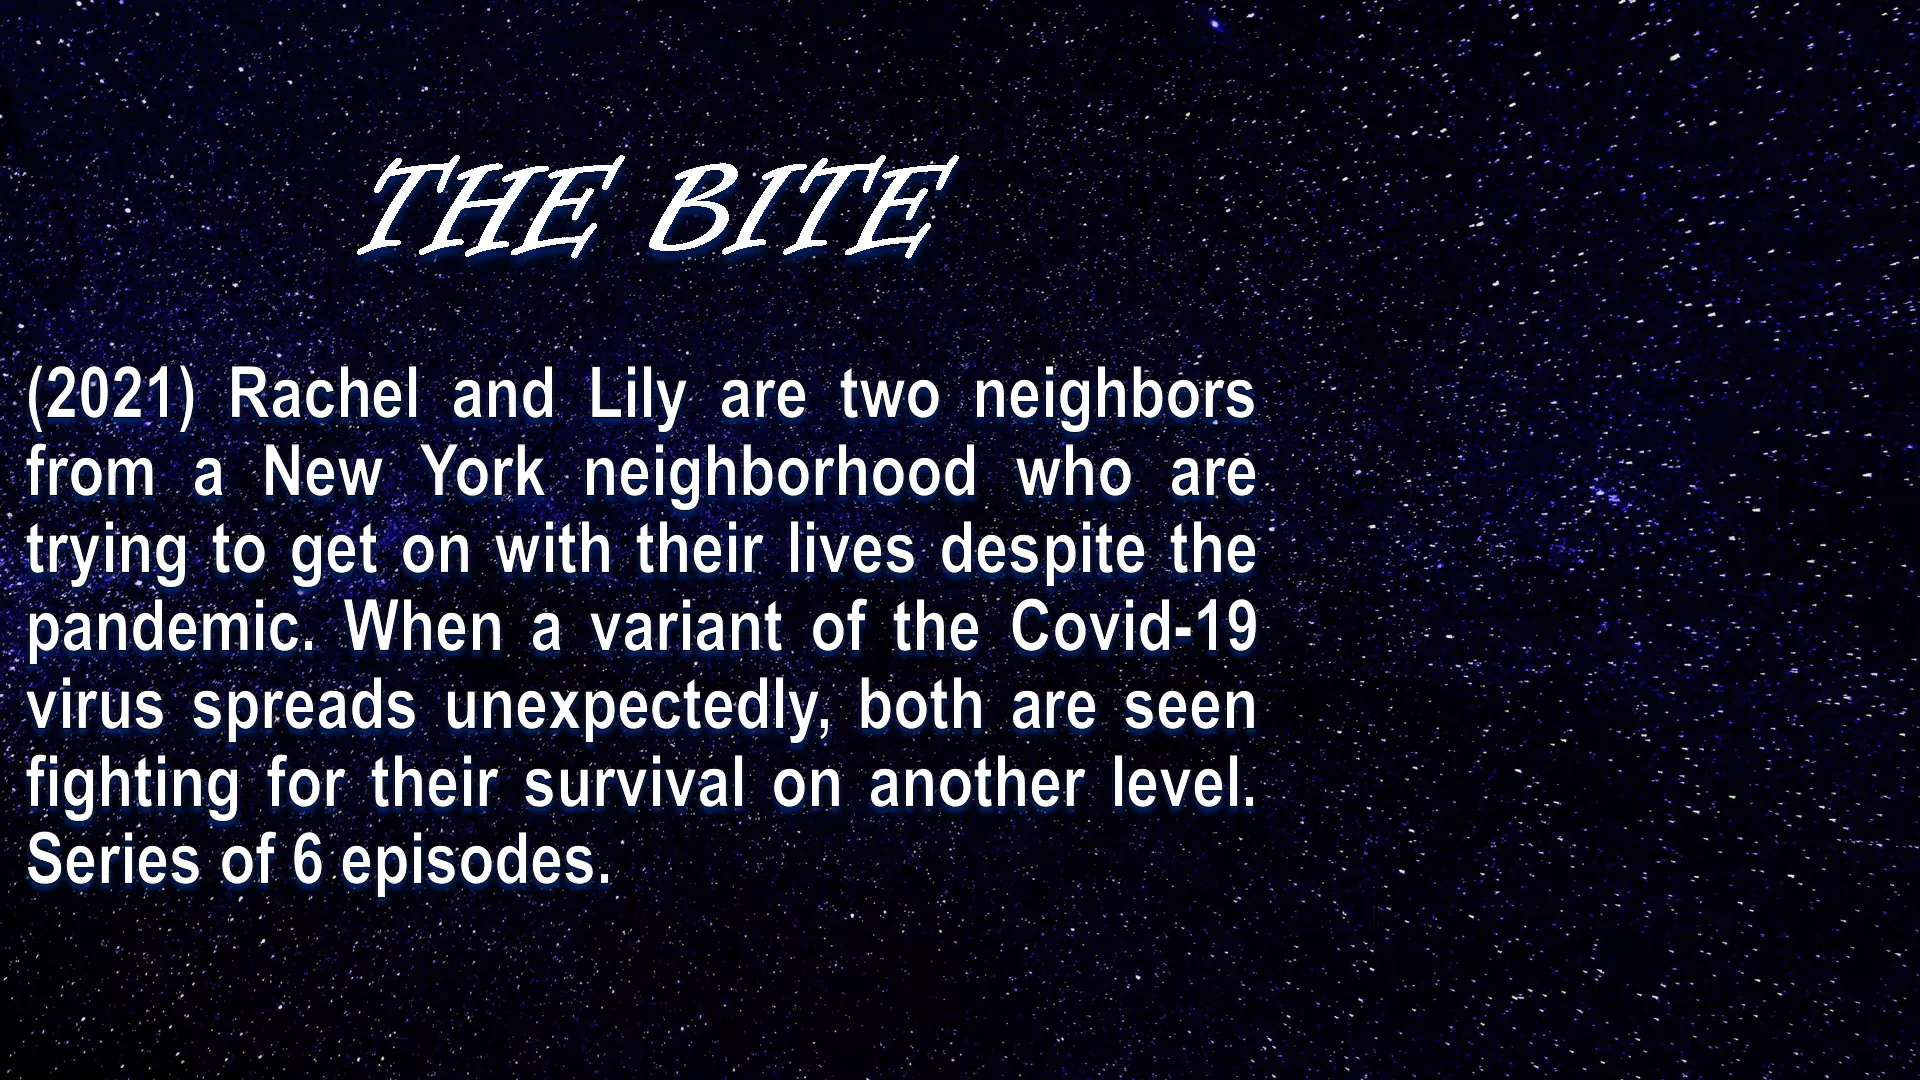 THE BITE
(2021) Rachel and Lily are two neighbors
from a New York neighborhood who are
trying to get on with their lives despite the
pandemic. When a variant of the Covid-19
virus spreads unexpectedly, both are seen
fighting for their survival on another level.
Series of 6 episodes.